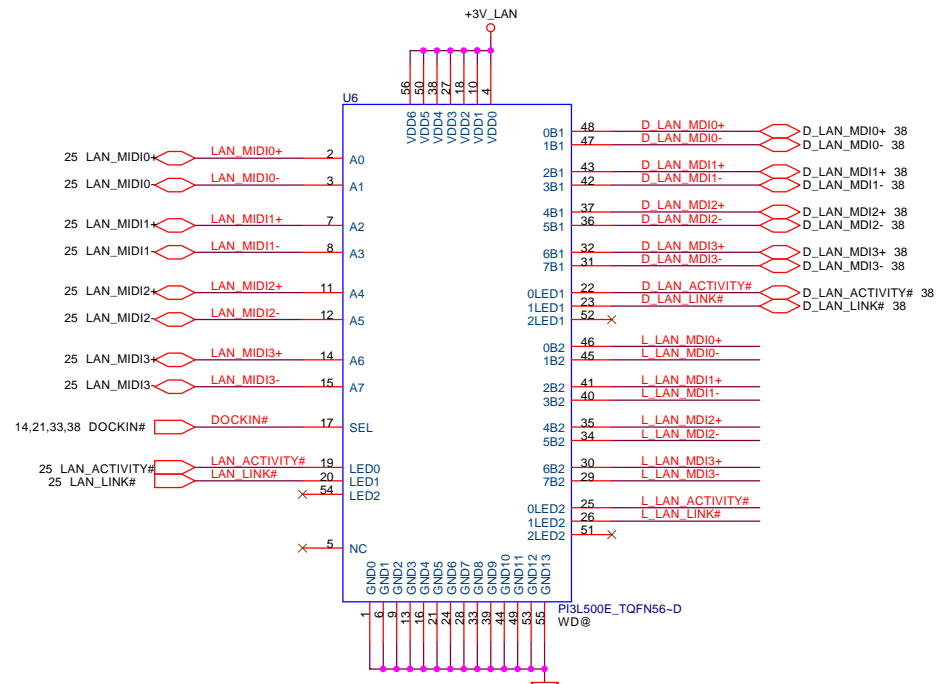 +3V_LAN
U6
56
50
38
27
18
10
4
VDD6
VDD5
VDD4
VDD3
VDD2
VDD1
VDD0
25 LAN_MIDI0+ LAN_MIDI0+ 2 A0
25 LAN_MIDI0- LAN_MIDI0- 3 A1
25 LAN_MIDI1+ LAN_MIDI1+ 7 A2
25 LAN_MIDI1- LAN_MIDI1- 8 A3
25 LAN_MIDI2+ LAN_MIDI2+ 11 A4
25 LAN_MIDI2- LAN_MIDI2- 12 A5
25 LAN_MIDI3+ LAN_MIDI3+ 14 A6
25 LAN_MIDI3- LAN_MIDI3- 15 A7
14,21,33,38 DOCKIN# DOCKIN# 17 SEL
25 LAN_ACTIVITY# LAN_ACTIVITY# 19 LED0
25 LAN_LINK# LAN_LINK# 20 LED1
54 LED2
5 NC
0B1 48 D_LAN_MDI0+ D_LAN_MDI0+ 38
1B1 47 D_LAN_MDI0- D_LAN_MDI0- 38
2B1 43 D_LAN_MDI1+ D_LAN_MDI1+ 38
3B1 42 D_LAN_MDI1- D_LAN_MDI1- 38
4B1 37 D_LAN_MDI2+ D_LAN_MDI2+ 38
5B1 36 D_LAN_MDI2- D_LAN_MDI2- 38
6B1 32 D_LAN_MDI3+ D_LAN_MDI3+ 38
7B1 31 D_LAN_MDI3- D_LAN_MDI3- 38
0LED1 22 D_LAN_ACTIVITY# D_LAN_ACTIVITY# 38
1LED1 23 D_LAN_LINK# D_LAN_LINK# 38
2LED1 52
0B2 46 L_LAN_MDI0+
1B2 45 L_LAN_MDI0-
2B2 41 L_LAN_MDI1+
3B2 40 L_LAN_MDI1-
4B2 35 L_LAN_MDI2+
5B2 34 L_LAN_MDI2-
6B2 30 L_LAN_MDI3+
7B2 29 L_LAN_MDI3-
0LED2 25 L_LAN_ACTIVITY#
1LED2 26 L_LAN_LINK#
2LED2 51
GND0
GND1
GND2
GND3
GND4
GND5
GND6
GND7
GND8
GND9
GND10
GND11
GND12
GND13
1
6
9
13
16
21
24
28
33
39
44
49
53
55
PI3L500E_TQFN56~D
WD@